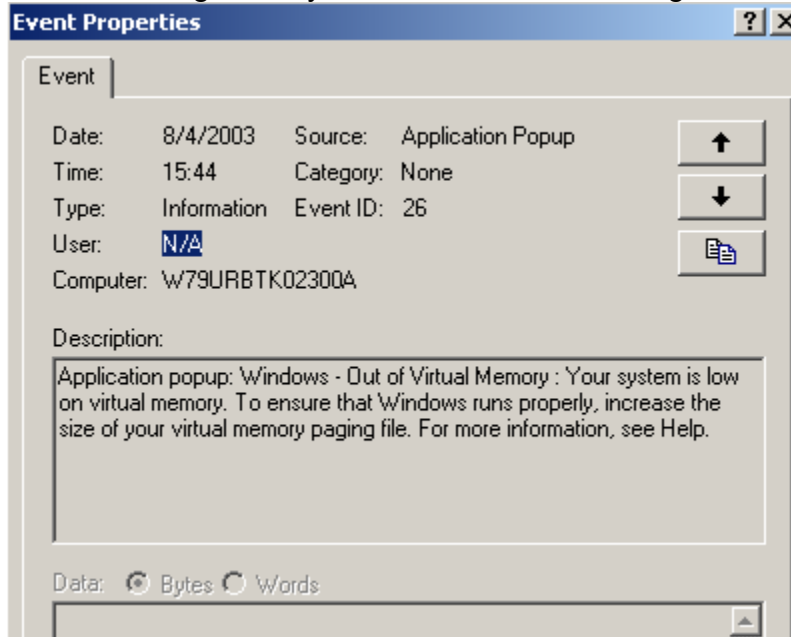 Event Properties
Event
Date: 8/4/2003 Source: Application Popup
Time: 15:44 Category: None
Type: Information Event ID: 26
User: N/A
Computer: W79URBTK02300A
Description:
Application popup: Windows - Out of Virtual Memory : Your system is low
on virtual memory. To ensure that Windows runs properly, increase the
size of your virtual memory paging file. For more information, see Help.
Data: Bytes Words